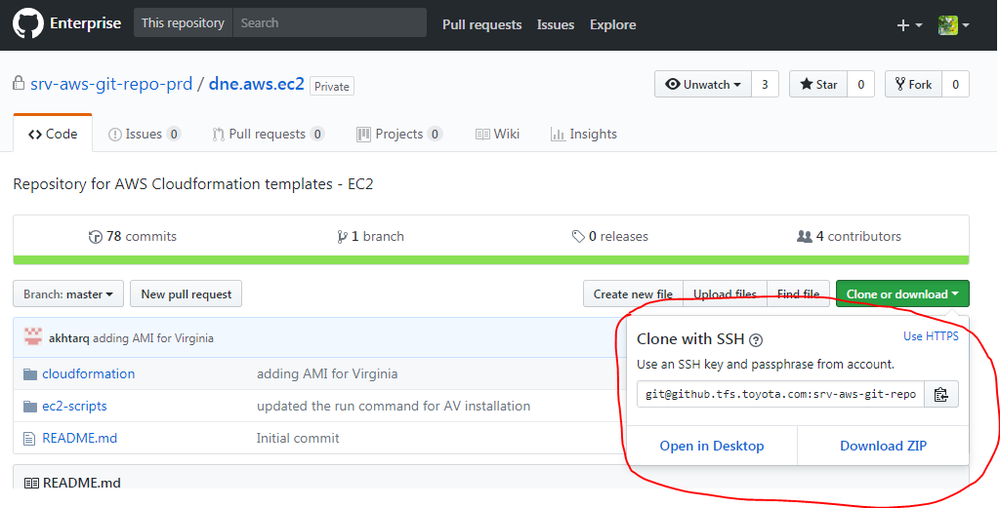 Enterprise This repository Search Pull requests Issues Explore
srv-aws-git-repo-prd / dne.aws.ec2 Private Unwatch 3 Star 0 Fork 0
Code Issues 0 Pull requests 0 Projects 0 Wiki Insights
Repository for AWS Cloudformation templates - EC2
78 commits 1 branch 0 releases 4 contributors
Branch: master New pull request Create new file Upload files Find file Clone or download
akhtarq adding AMI for Virginia
Clone with SSH ? Use HTTPS
Use an SSH key and passphrase from account.
cloudformation adding AMI for Virginia
git@github.tfs.toyota.com:srv-aws-git-repo
ec2-scripts updated the run command for AV installation
README.md Initial commit
Open in Desktop Download ZIP
README.md